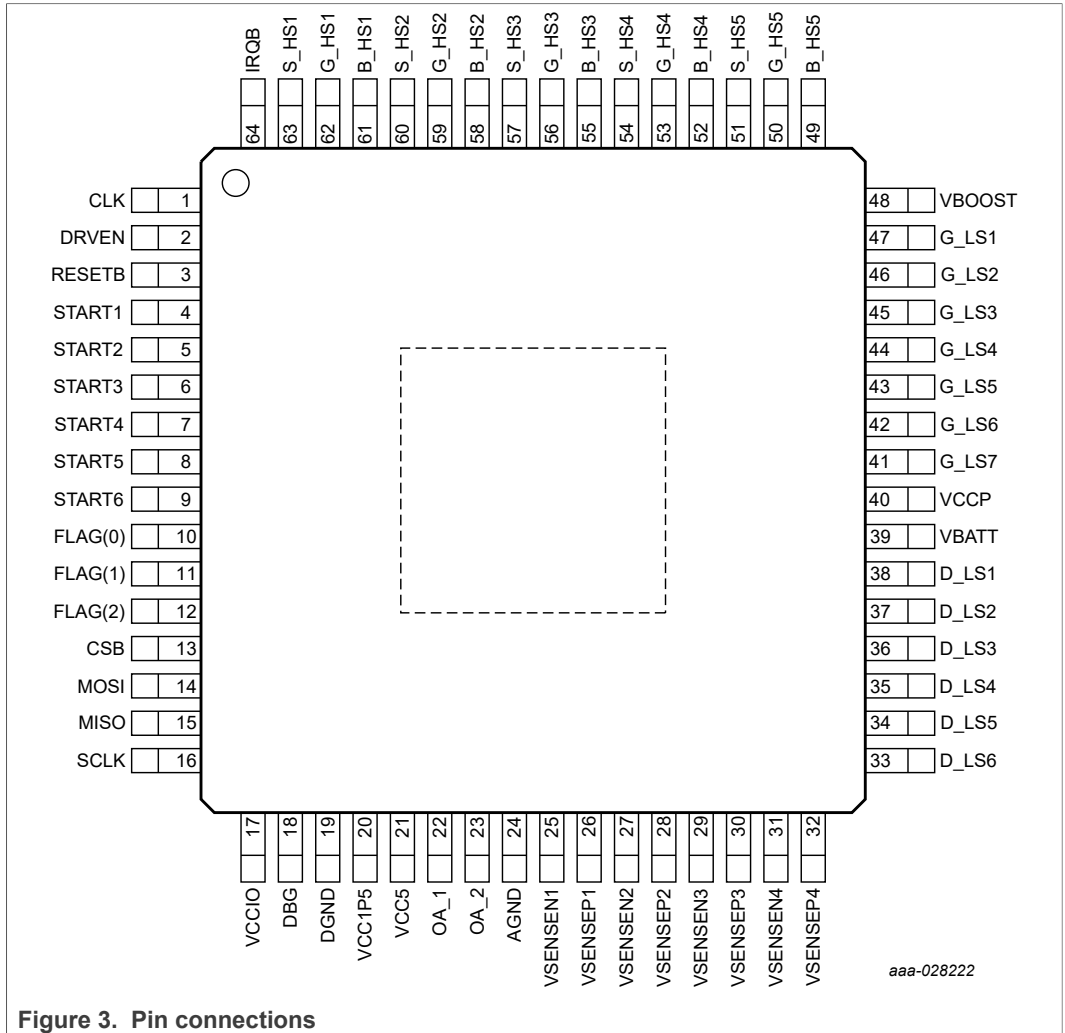 IRQB
S_HS1
G_HS1
B_HS1
S_HS2
G_HS2
B_HS2
S_HS3
G_HS3
B_HS3
S_HS4
G_HS4
B_HS4
S_HS5
G_HS5
B_HS5
64
63
62
61
60
59
58
57
56
55
54
53
52
51
50
49
CLK 1
DRVEN 2
RESETB 3
START1 4
START2 5
START3 6
START4 7
START5 8
START6 9
FLAG(0) 10
FLAG(1) 11
FLAG(2) 12
CSB 13
MOSI 14
MISO 15
SCLK 16
48 VBOOST
47 G_LS1
46 G_LS2
45 G_LS3
44 G_LS4
43 G_LS5
42 G_LS6
41 G_LS7
40 VCCP
39 VBATT
38 D_LS1
37 D_LS2
36 D_LS3
35 D_LS4
34 D_LS5
33 D_LS6
17
18
19
20
21
22
23
24
25
26
27
28
29
30
31
32
VCCIO
DBG
DGND
VCC1P5
VCC5
OA_1
OA_2
AGND
VSENSEN1
VSENSEP1
VSENSEN2
VSENSEP2
VSENSEN3
VSENSEP3
VSENSEN4
VSENSEP4
aaa-028222
Figure 3. Pin connections